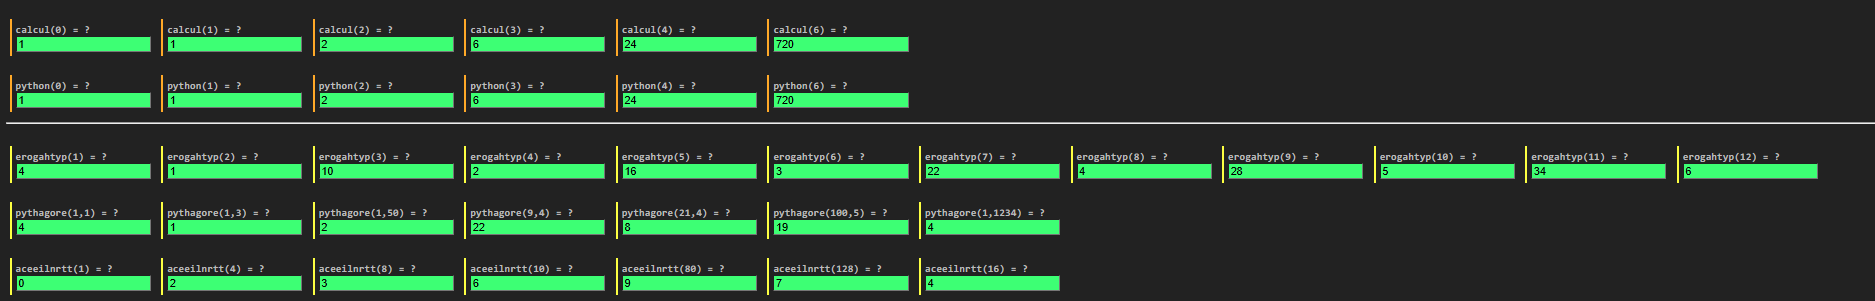 calcul(0) = ? calcul(1) = ? calcul(2) = ? calcul(3) = ? calcul(4) = ? calcul(6) = ?
1 1 2 6 24 720
python(0) = ? python(1) = ? python(2) = ? python(3) = ? python(4) = ? python(6) = ?
1 1 2 6 24 720
erogahtyp(1) = ? erogahtyp(2) = ? erogahtyp(3) = ? erogahtyp(4) = ? erogahtyp(5) = ? erogahtyp(6) = ? erogahtyp(7) = ? erogahtyp(8) = ? erogahtyp(9) = ? erogahtyp(10) = ? erogahtyp(11) = ? erogahtyp(12) = ?
4 1 10 2 16 3 22 4 28 5 34 6
pythagore(1,1) = ? pythagore(1,3) = ? pythagore(1,50) = ? pythagore(9,4) = ? pythagore(21,4) = ? pythagore(100,5) = ? pythagore(1,1234) = ?
4 1 2 22 8 19 4
aceeilnrtt(1) = ? aceeilnrtt(4) = ? aceeilnrtt(8) = ? aceeilnrtt(10) = ? aceeilnrtt(80) = ? aceeilnrtt(128) = ? aceeilnrtt(16) = ?
0 2 3 6 9 7 4